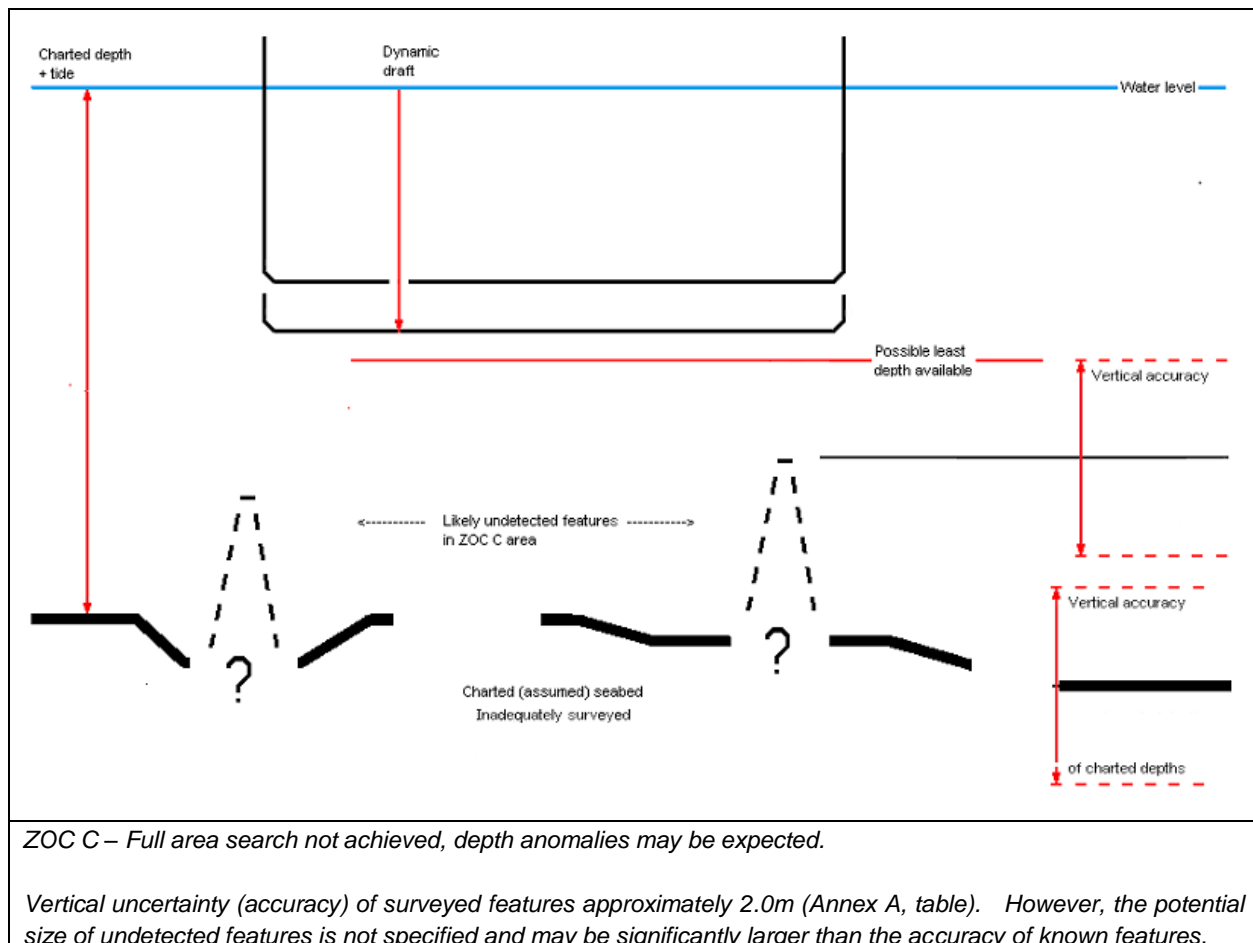 Charted depth
+ tide
Dynamic
draft
Water level
Possible least
depth available
Vertical accuracy
<----------- Likely undetected features ----------->
in ZOC C area
Vertical accuracy
?
?
Charted (assumed) seabed
Inadequately surveyed
of charted depths
ZOC C – Full area search not achieved, depth anomalies may be expected.
Vertical uncertainty (accuracy) of surveyed features approximately 2.0m (Annex A, table). However, the potential
size of undetected features is not specified and may be significantly larger than the accuracy of known features.